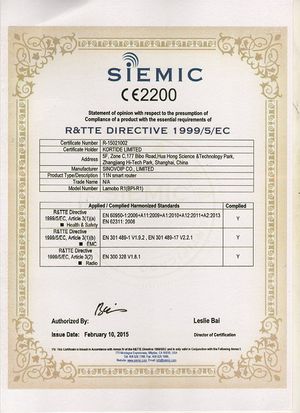 SIEMIC
CE2200
Statement of opinion with respect to the presumption of
Compliance of a product with the essential requirements of
R&TTE DIRECTIVE 1999/5/EC
Certificate Number R-15021002
Certificate Holder KORTIDE LIMITED
Address 5F, Zone C,177 Bibo Road,Hua Hong Science &Technology Park, Zhangjiang Hi-Tech Park, Shanghai, China
Manufacturer SINOVOIP CO., LIMITED
Product Type/Description 11N smart router
Trade Name N/A
Model Number Lamobo R1(BPI-R1)
Applied / Complied Harmonized Standards Complied
R&TTE Directive
1999/5/EC, Article 3(1)(a)
■ Health & Safety
EN 60950-1:2006+A11:2009+A1:2010+A12:2011+A2:2013
EN 62311: 2008
Y
R&TTE Directive
1999/5/EC, Article 3(1)(b)
■ EMC
EN 301 489-1 V1.9.2 , EN 301 489-17 V2.2.1
Y
R&TTE Directive
1999/5/EC, Article 3(2)
■ Radio
EN 300 328 V1.8.1
Y
Authorized By: Leslie Bai
Issue Date: February 10, 2015 Director of Certification